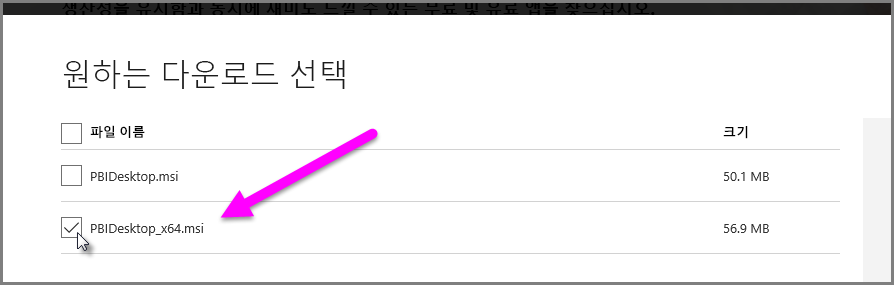 생산성을 유지함과 동시에 재미도 느낄 수 있는 무료 및 유료 앱을 찾으십시오.
원하는 다운로드 선택
파일 이름 크기
PBIDesktop.msi 50.1 MB
PBIDesktop_x64.msi 56.9 MB